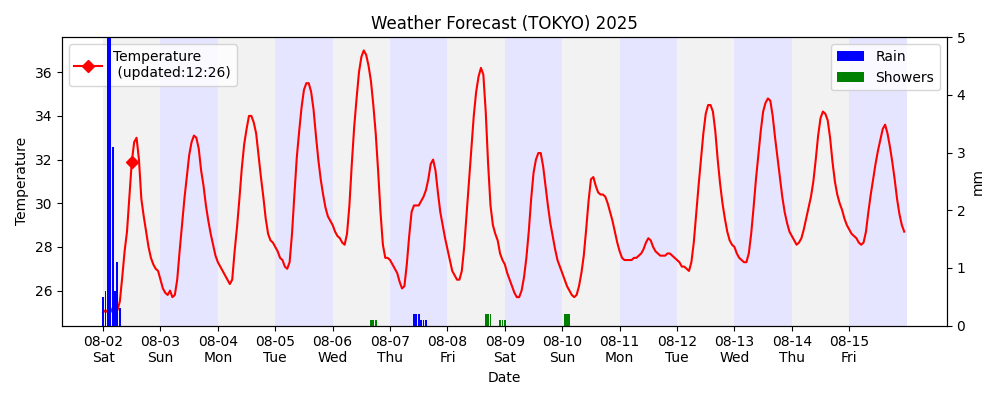 Weather Forecast (TOKYO) 2025
Temperature
(updated:12:26)
Rain
Showers
Temperature
36
34
32
30
28
26
5
4
3
2
1
0
mm
08-02 08-03 08-04 08-05 08-06 08-07 08-08 08-09 08-10 08-11 08-12 08-13 08-14 08-15
Sat Sun Mon Tue Wed Thu Fri Sat Sun Mon Tue Wed Thu Fri
Date